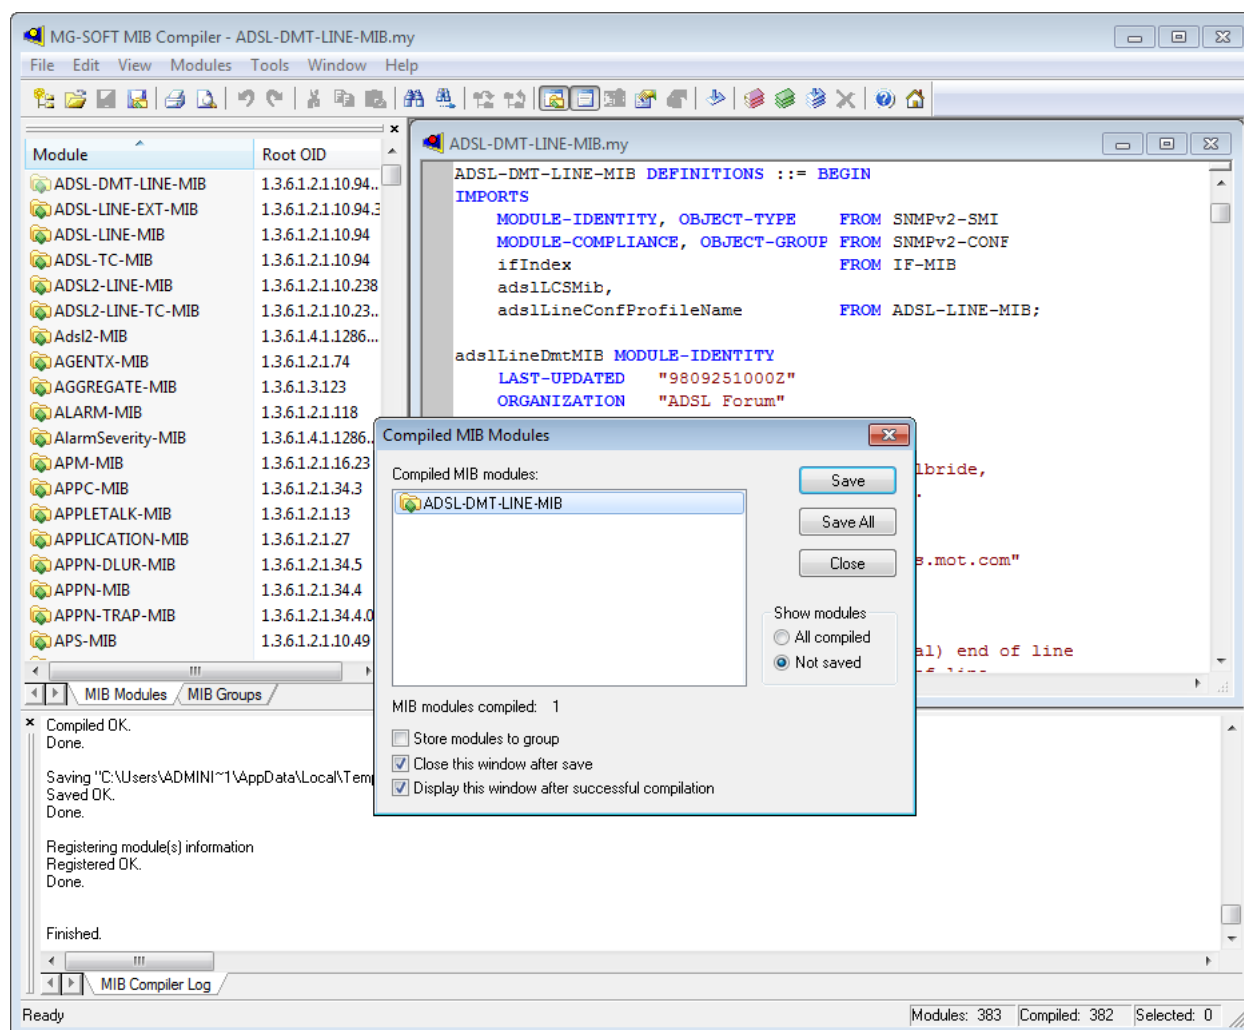 MG-SOFT MIB Compiler - ADSL-DMT-LINE-MIB.my
File Edit View Modules Tools Window Help
Module Root OID
ADSL-DMT-LINE-MIB 1.3.6.1.2.1.10.94...
ADSL-LINE-EXT-MIB 1.3.6.1.2.1.10.94.3
ADSL-LINE-MIB 1.3.6.1.2.1.10.94
ADSL-TC-MIB 1.3.6.1.2.1.10.94
ADSL2-LINE-MIB 1.3.6.1.2.1.10.238
ADSL2-LINE-TC-MIB 1.3.6.1.2.1.10.23...
Adsl2-MIB 1.3.6.1.4.1.1286...
AGENTX-MIB 1.3.6.1.2.1.74
AGGREGATE-MIB 1.3.6.1.3.123
ALARM-MIB 1.3.6.1.2.1.118
AlarmSeverity-MIB 1.3.6.1.4.1.1286..
APM-MIB 1.3.6.1.2.1.16.23
APPC-MIB 1.3.6.1.2.1.34.3
APPLETALK-MIB 1.3.6.1.2.1.13
APPLICATION-MIB 1.3.6.1.2.1.27
APPN-DLUR-MIB 1.3.6.1.2.1.34.5
APPN-MIB 1.3.6.1.2.1.34.4
APPN-TRAP-MIB 1.3.6.1.2.1.34.4.0
APS-MIB 1.3.6.1.2.1.10.49
MIB Modules MIB Groups
ADSL-DMT-LINE-MIB.my
ADSL-DMT-LINE-MIB DEFINITIONS ::= BEGIN
IMPORTS
MODULE-IDENTITY, OBJECT-TYPE FROM SNMPv2-SMI
MODULE-COMPLIANCE, OBJECT-GROUP FROM SNMPv2-CONF
ifIndex FROM IF-MIB
adslLCSMib,
adslLineConfProfileName FROM ADSL-LINE-MIB;
adslLineDmtMIB MODULE-IDENTITY
LAST-UPDATED "9809251000Z"
ORGANIZATION "ADSL Forum"
lbride,
s.mot.com"
al) end of line
Compiled MIB Modules
Compiled MIB modules:
ADSL-DMT-LINE-MIB
Save
Save All
Close
Show modules
All compiled
Not saved
MIB modules compiled: 1
Store modules to group
Close this window after save
Display this window after successful compilation
Compiled OK.
Done.
Saving "C:\Users\ADMINI~1\AppData\Local\Temp
Saved OK.
Done.
Registering module(s) information
Registered OK.
Done.
Finished.
MIB Compiler Log
Ready Modules: 383 Compiled: 382 Selected: 0